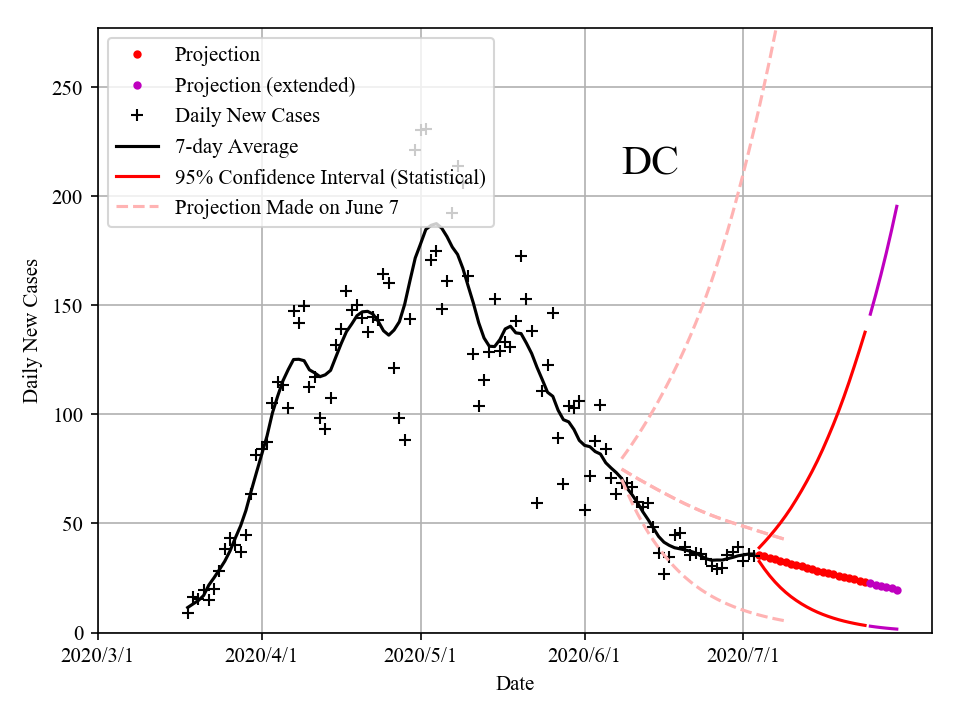 Projection
Projection (extended)
Daily New Cases
7-day Average
95% Confidence Interval (Statistical)
Projection Made on June 7
DC
250
200
150
100
50
0
Daily New Cases
2020/3/1 2020/4/1 2020/5/1 2020/6/1 2020/7/1
Date